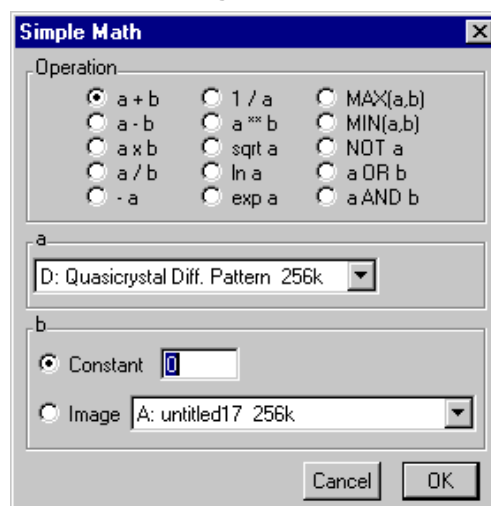 Simple Math
Operation
a + b 1 / a MAX(a,b)
a - b a ** b MIN(a,b)
a x b sqrt a NOT a
a / b ln a a OR b
- a exp a a AND b
a
D: Quasicrystal Diff. Pattern 256k
b
Constant 0
Image A: untitled17 256k
Cancel OK